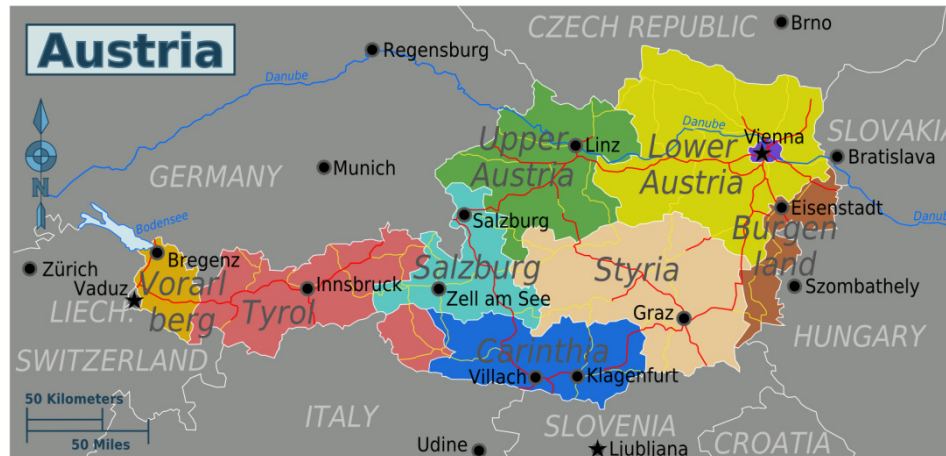 Austria
CZECH REPUBLIC
Brno
Regensburg
Danube
N
GERMANY
Munich
Upper
Austria
Linz
Danube
Lower
Austria
Vienna
SLOVAKIA
Bratislava
Eisenstadt
Danube
Bodensee
Salzburg
Burgen
land
Zürich
Bregenz
Vaduz
LIECH.
Vorarl
berg
Tyrol
Innsbruck
Salzburg
Zell am See
Styria
Graz
Szombathely
HUNGARY
SWITZERLAND
Carinthia
Villach
Klagenfurt
50 Kilometers
50 Miles
ITALY
Udine
SLOVENIA
Ljubljana
CROATIA